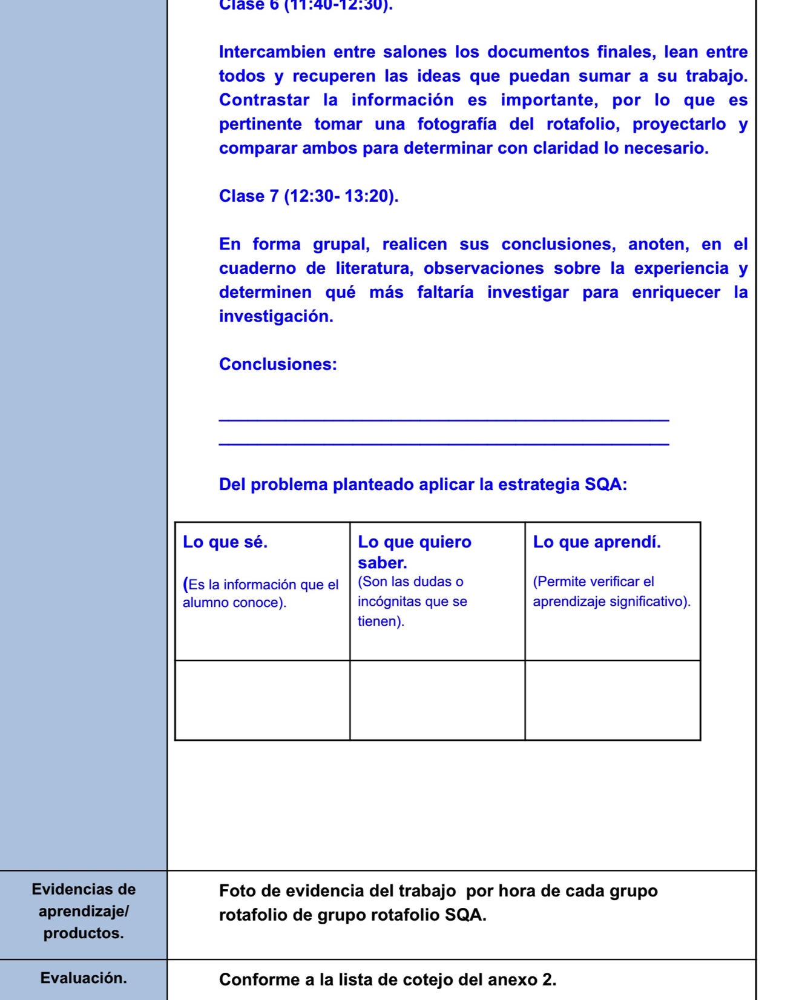 Clase 6 (11:40-12:30).
Intercambien entre salones los documentos finales, lean entre
todos y recuperen las ideas que puedan sumar a su trabajo.
Contrastar la información es importante, por lo que es
pertinente tomar una fotografía del rotafolio, proyectarlo y
comparar ambos para determinar con claridad lo necesario.
Clase 7 (12:30- 13:20).
En forma grupal, realicen sus conclusiones, anoten, en el
cuaderno de literatura, observaciones sobre la experiencia y
determinen qué más faltaría investigar para enriquecer la
investigación.
Conclusiones:
Del problema planteado aplicar la estrategia SQA:
Lo que sé.
(Es la información que el
alumno conoce).
Lo que quiero
saber.
(Son las dudas o
incógnitas que se
tienen).
Lo que aprendí.
(Permite verificar el
aprendizaje significativo).
Evidencias de
aprendizaje/
productos.
Foto de evidencia del trabajo  por hora de cada grupo
rotafolio de grupo rotafolio SQA.
Evaluación.
Conforme a la lista de cotejo del anexo 2.